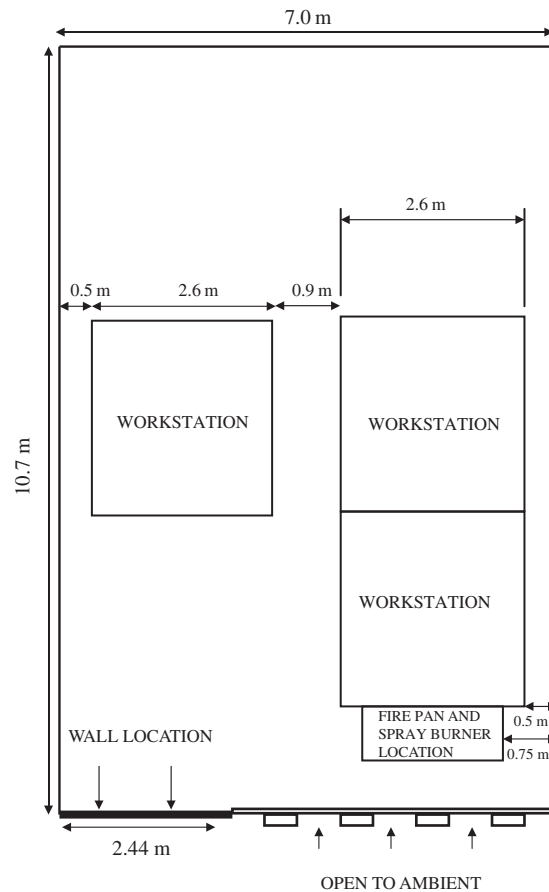 7.0 m
2.6 m
0.5 m
2.6 m
0.9 m
WORKSTATION
WORKSTATION
10.7 m
WORKSTATION
FIRE PAN AND
SPRAY BURNER
LOCATION
0.5 m
0.75 m
WALL LOCATION
2.44 m
OPEN TO AMBIENT